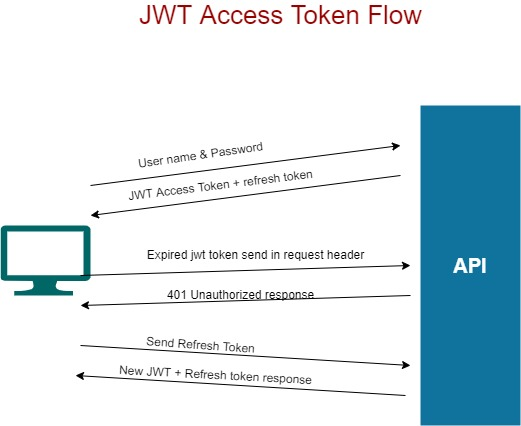 JWT Access Token Flow
User name & Password
JWT Access Token + refresh token
Expired jwt token send in request header
API
401 Unauthorized response
Send Refresh Token
New JWT + Refresh token response